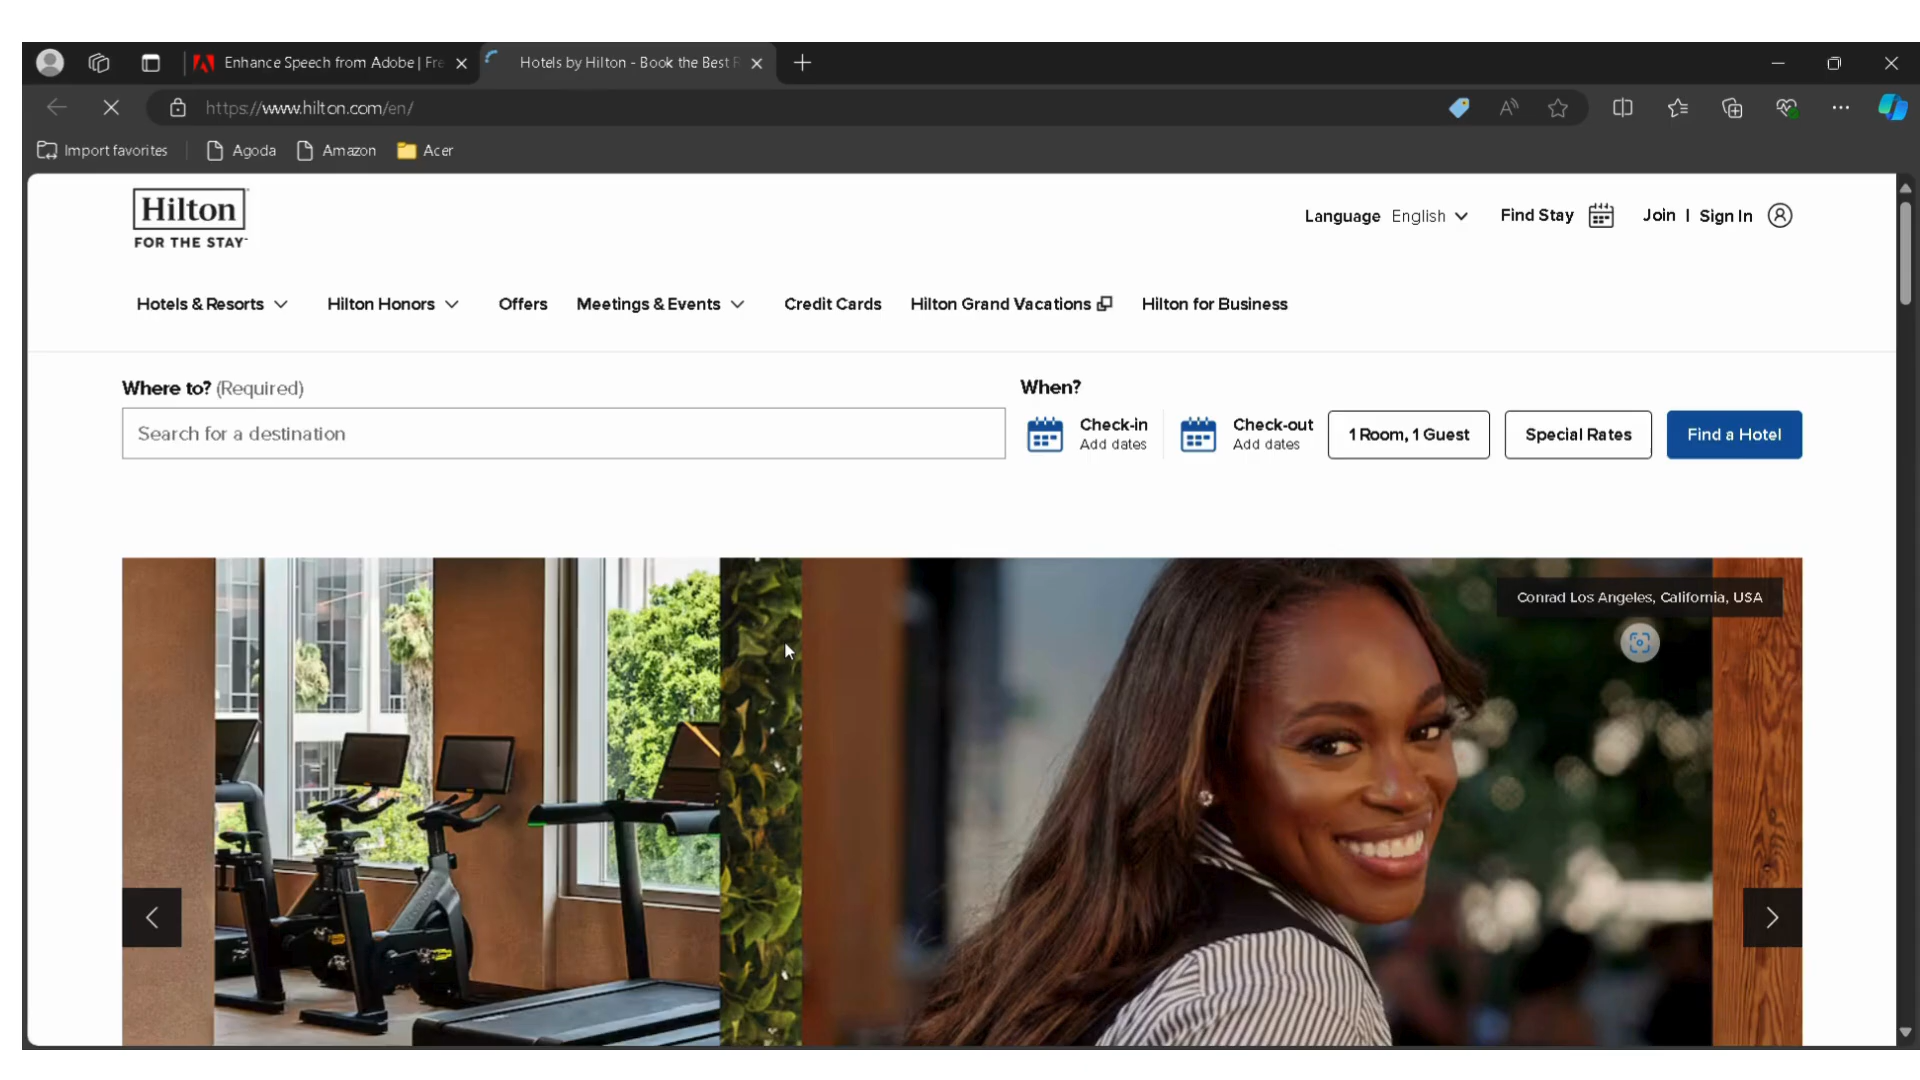 Enhance Speech from Adobe | Fre
Hotels by Hilton - Book the Best R
https://www.hilton.com/en/
Import favorites
Agoda
Amazon
Acer
Hilton
FOR THE STAY
Language English
Find Stay
Join | Sign In
Hotels & Resorts
Hilton Honors
Offers
Meetings & Events
Credit Cards
Hilton Grand Vacations
Hilton for Business
Where to? (Required)
When?
Search for a destination
Check-in
Add dates
Check-out
Add dates
1 Room, 1 Guest
Special Rates
Find a Hotel
Conrad Los Angeles, California, USA